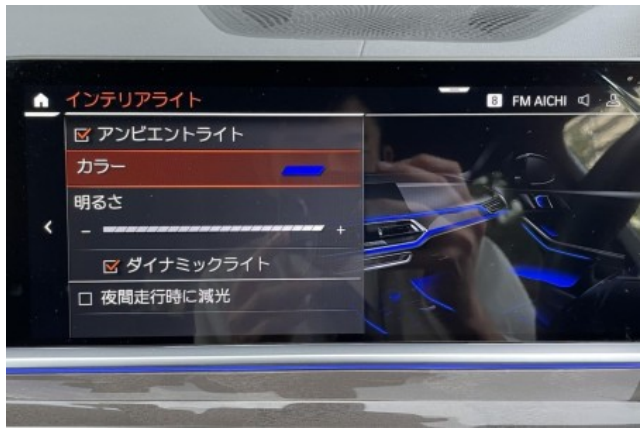 インテリアライト
8 FM AICHI
アンビエントライト
カラー
明るさ
- +
ダイナミックライト
夜間走行時に減光